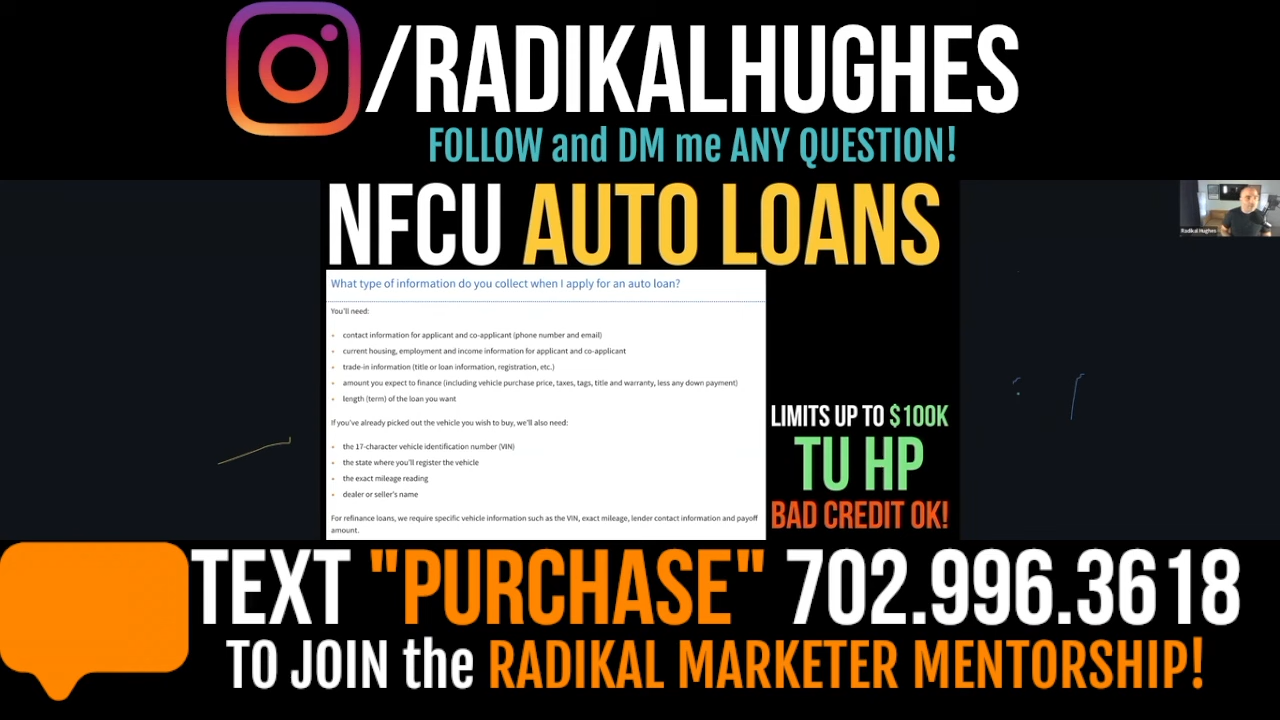 /RADIKALHUGHES
FOLLOW and DM me ANY QUESTION!
NFCU AUTO LOANS
Radikal Hughes
What type of information do you collect when I apply for an auto loan?
You'll need:
contact information for applicant and co-applicant (phone number and email)
current housing, employment and income information for applicant and co-applicant
trade-in information (title or loan information, registration, etc.)
amount you expect to finance (including vehicle purchase price, taxes, tags, title and warranty, less any down payment)
length (term) of the loan you want
If you've already picked out the vehicle you wish to buy, we'll also need:
the 17-character vehicle identification number (VIN)
the state where you'll register the vehicle
the exact mileage reading
dealer or seller's name
For refinance loans, we require specific vehicle information such as the VIN, exact mileage, lender contact information and payoff
amount.
LIMITS UP TO $100K
TU HP
BAD CREDIT OK!
TEXT "PURCHASE" 702.996.3618
TO JOIN the RADIKAL MARKETER MENTORSHIP!